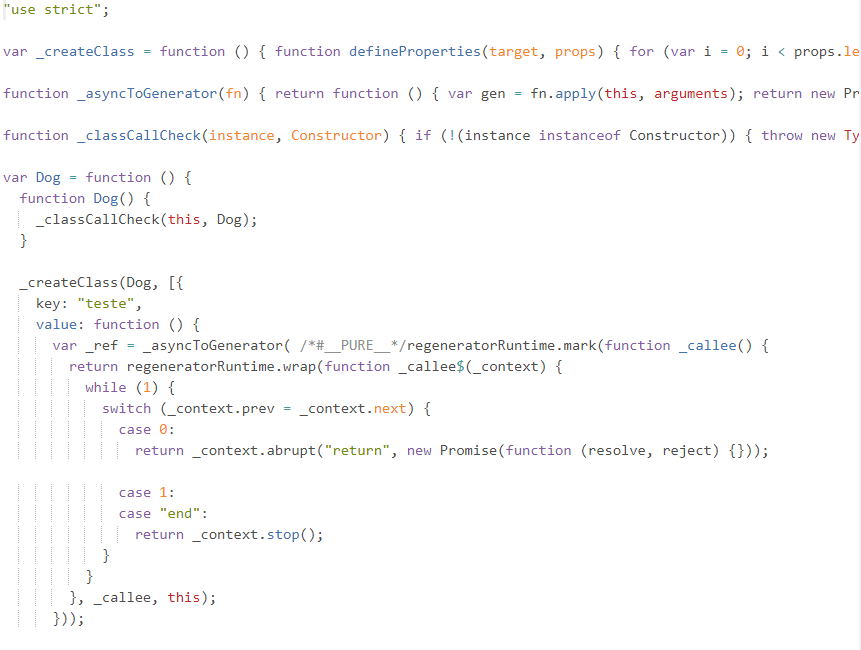 "use strict";
var _createClass = function () { function defineProperties(target, props) { for (var i = 0; i < props.le
function _asyncToGenerator(fn) { return function () { var gen = fn.apply(this, arguments); return new Pr
function _classCallCheck(instance, Constructor) { if (!(instance instanceof Constructor)) { throw new Ty
var Dog = function () {
  function Dog() {
    _classCallCheck(this, Dog);
  }
  _createClass(Dog, [{
    key: "teste",
    value: function () {
      var _ref = _asyncToGenerator( /*#__PURE__*/regeneratorRuntime.mark(function _callee() {
        return regeneratorRuntime.wrap(function _callee$(_context) {
          while (1) {
            switch (_context.prev = _context.next) {
              case 0:
                return _context.abrupt("return", new Promise(function (resolve, reject) {}));
              case 1:
              case "end":
                return _context.stop();
            }
          }
        }, _callee, this);
      }));